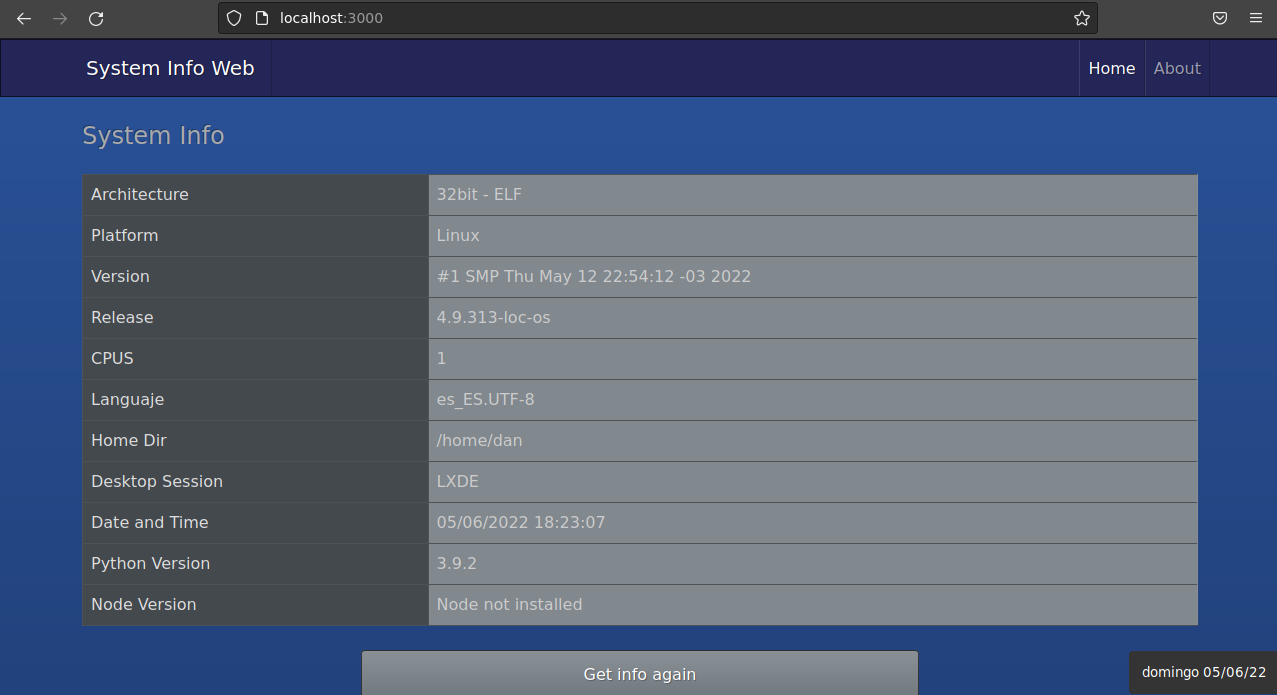 localhost:3000
System Info Web
Home
About
System Info
Architecture 32bit - ELF
Platform Linux
Version #1 SMP Thu May 12 22:54:12 -03 2022
Release 4.9.313-loc-os
CPUS 1
Languaje es_ES.UTF-8
Home Dir /home/dan
Desktop Session LXDE
Date and Time 05/06/2022 18:23:07
Python Version 3.9.2
Node Version Node not installed
Get info again
domingo 05/06/22